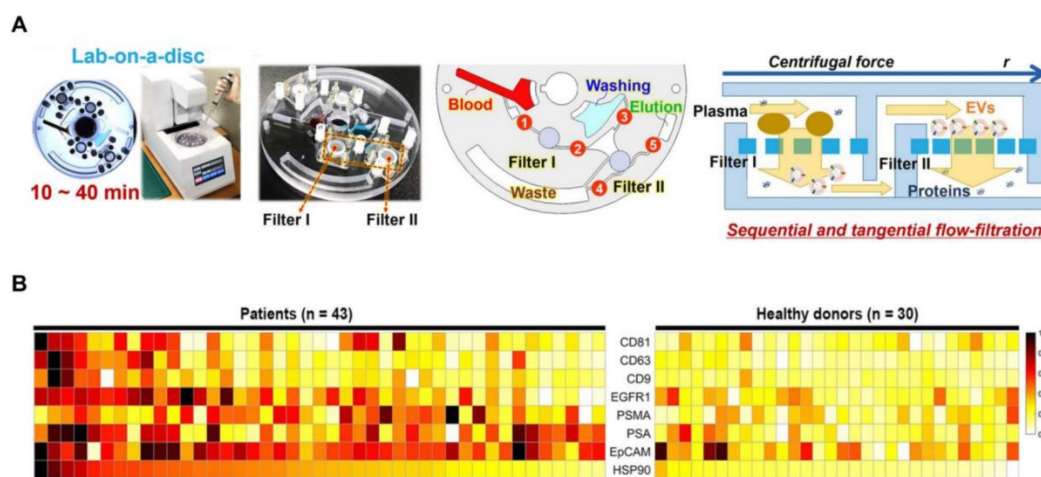 A
Lab-on-a-disc
10 ~ 40 min
Filter I
Filter II
Blood
Washing
Elution
1
2
3
4
5
Filter I
Waste
Filter II
Centrifugal force
r
Plasma
EVs
Filter I
Filter II
Proteins
Sequential and tangential flow-filtration
B
Patients (n = 43)
Healthy donors (n = 30)
CD81
CD63
CD9
EGFR1
PSMA
PSA
EpCAM
HSP90